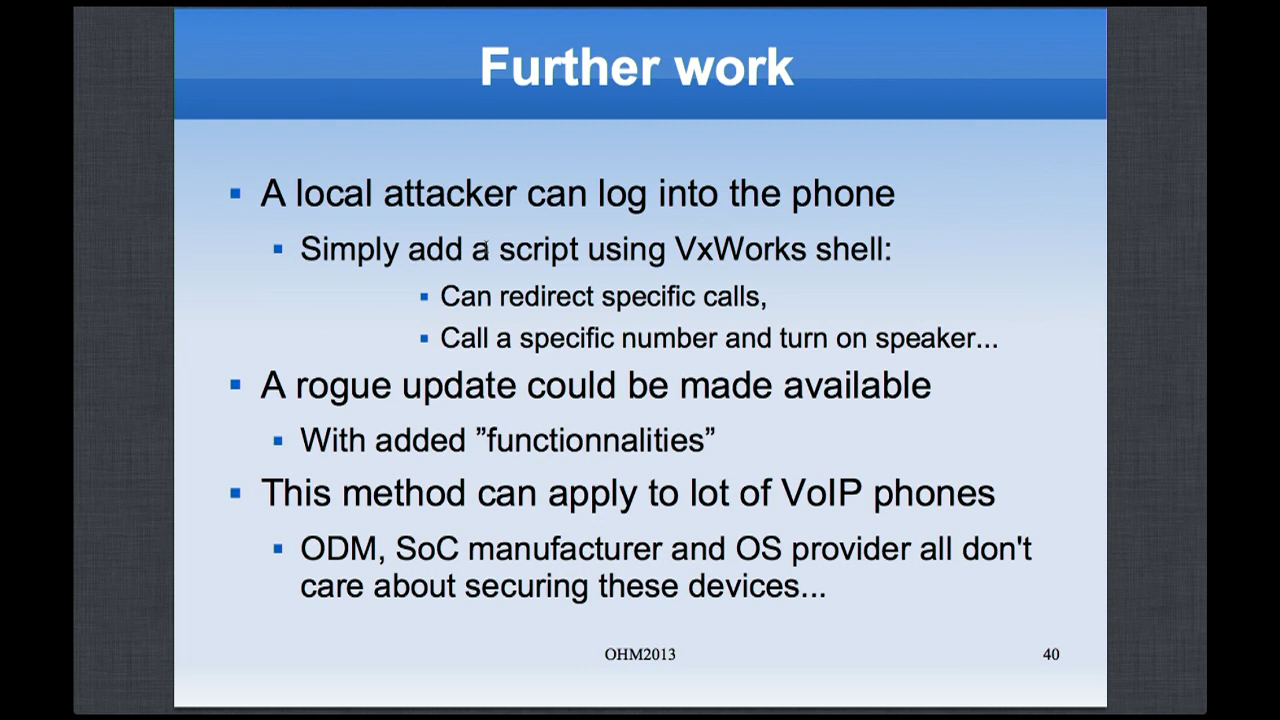 Further work
A local attacker can log into the phone
Simply add a script using VxWorks shell:
Can redirect specific calls,
Call a specific number and turn on speaker...
A rogue update could be made available
With added ”functionnalities”
This method can apply to lot of VoIP phones
ODM, SoC manufacturer and OS provider all don't
care about securing these devices...
OHM2013
40